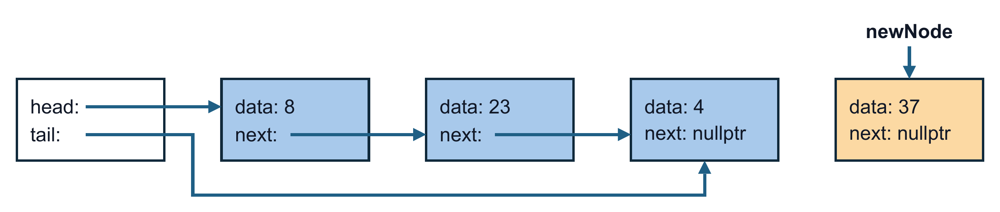 newNode
head:
tail:
data: 8
next:
data: 23
next:
data: 4
next: nullptr
data: 37
next: nullptr